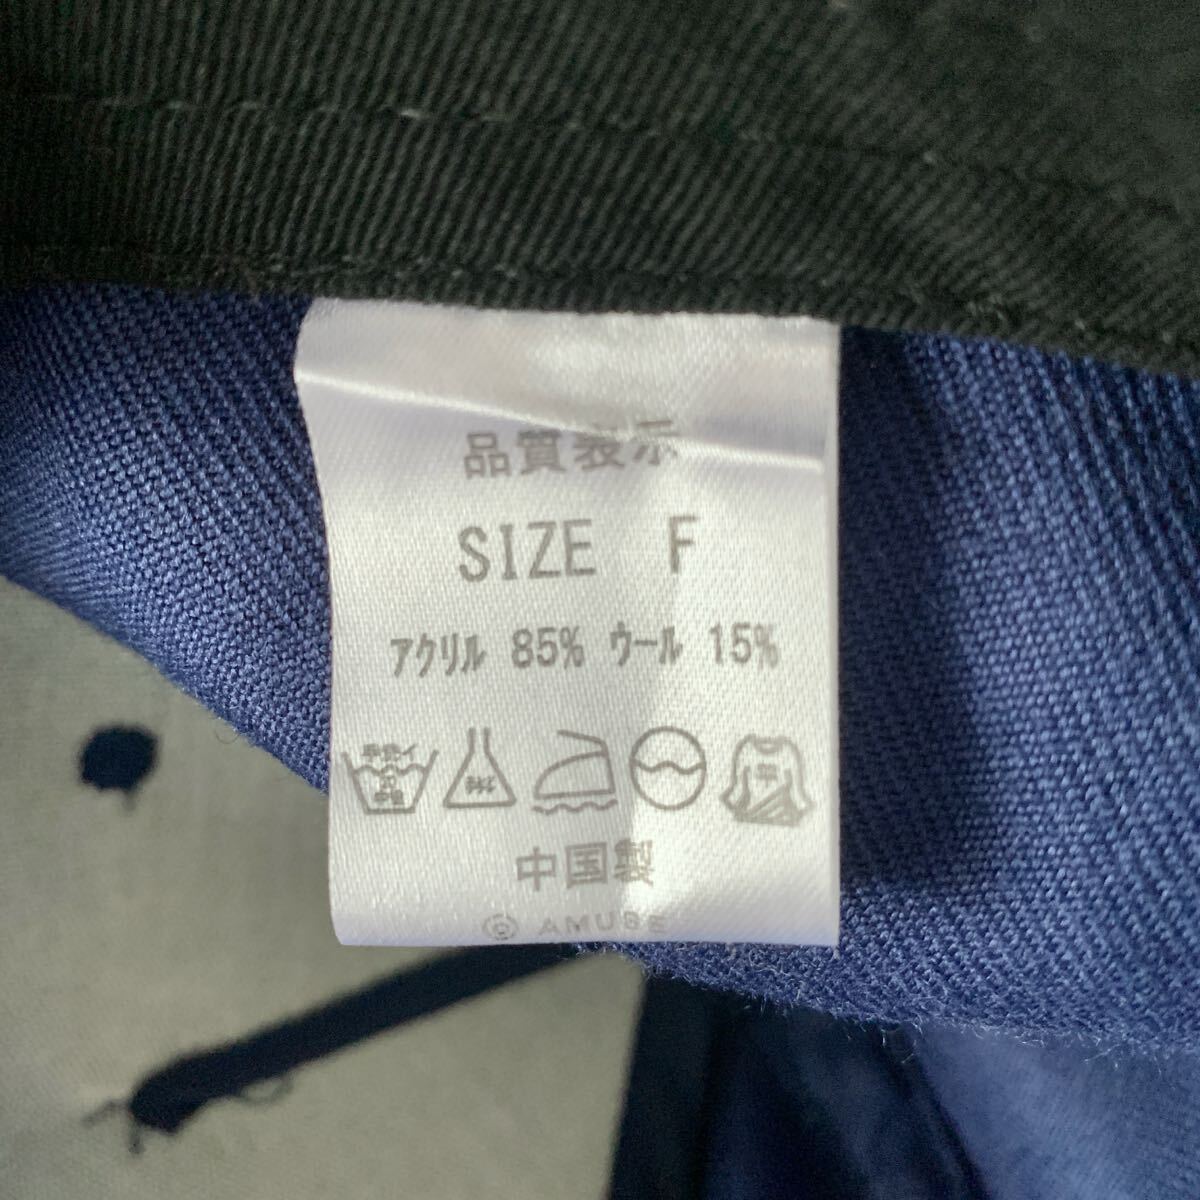 品質表示
SIZE F
アクリル 85% ウール 15%
中国製
© AMUSE